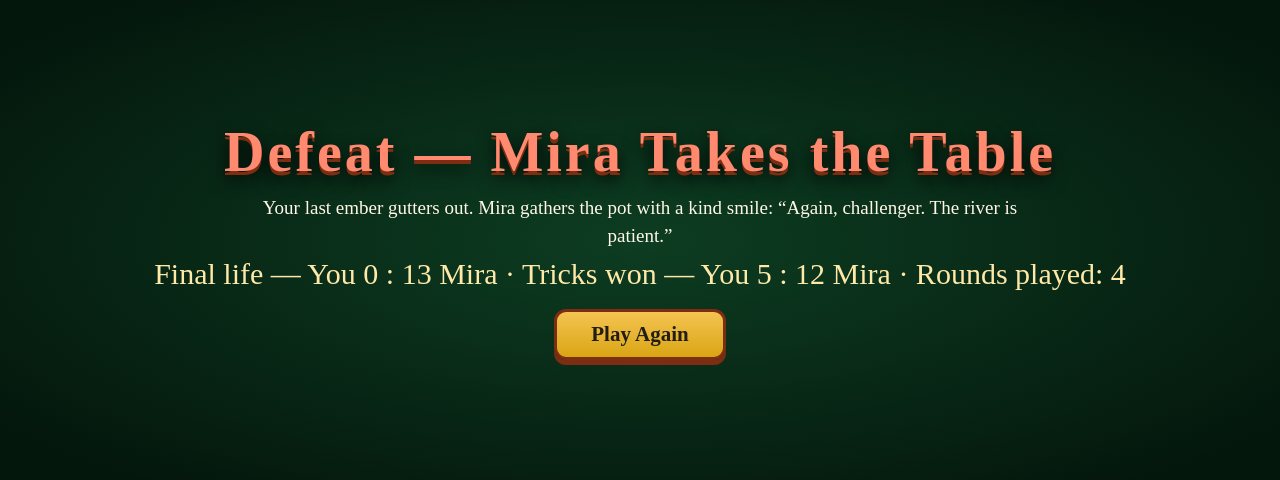 Defeat — Mira Takes the Table
Your last ember gutters out. Mira gathers the pot with a kind smile: “Again, challenger. The river is
patient.”
Final life — You 0 : 13 Mira · Tricks won — You 5 : 12 Mira · Rounds played: 4
Play Again